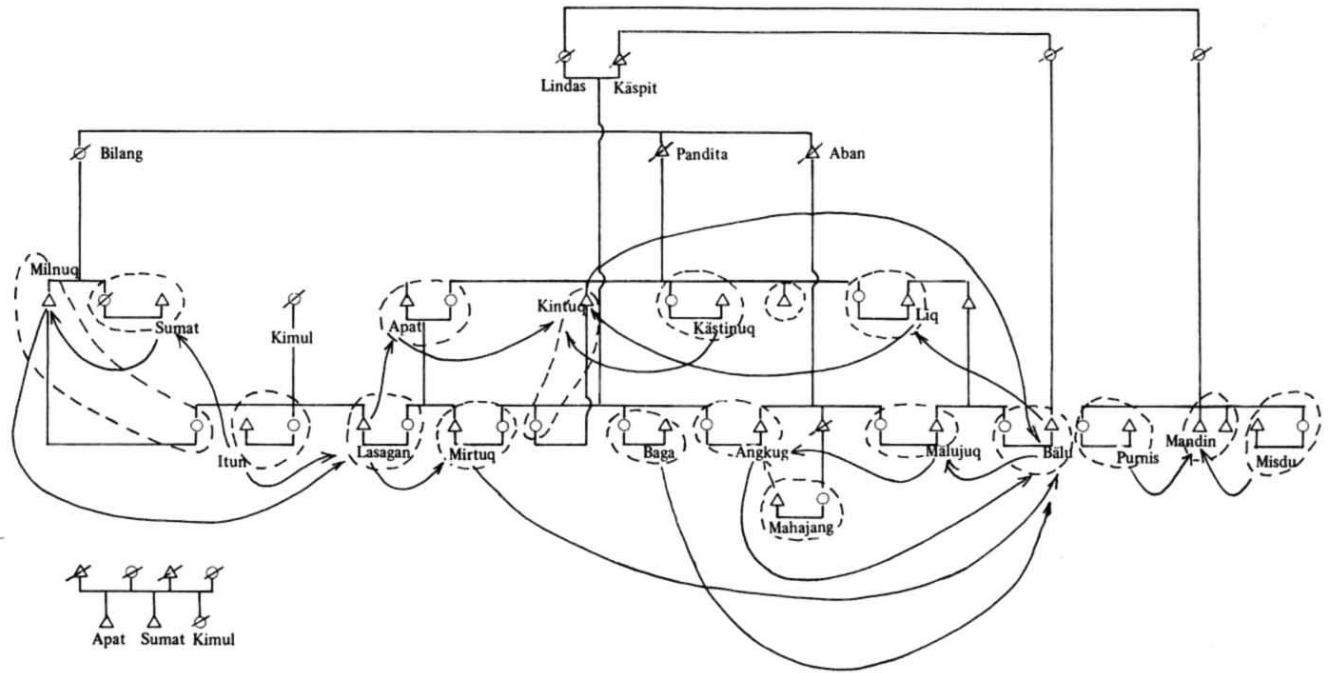 Lindas Käspit
Bilang Pandita Aban
Milnuq
Sumat Kimul Apat Kintuq Kästinuq Liq
Itun Lasagan Mirtuq Baga Angkug Malujuq Bälu Purnis Mandin Misdu
Mahajang
Apat Sumat Kimul